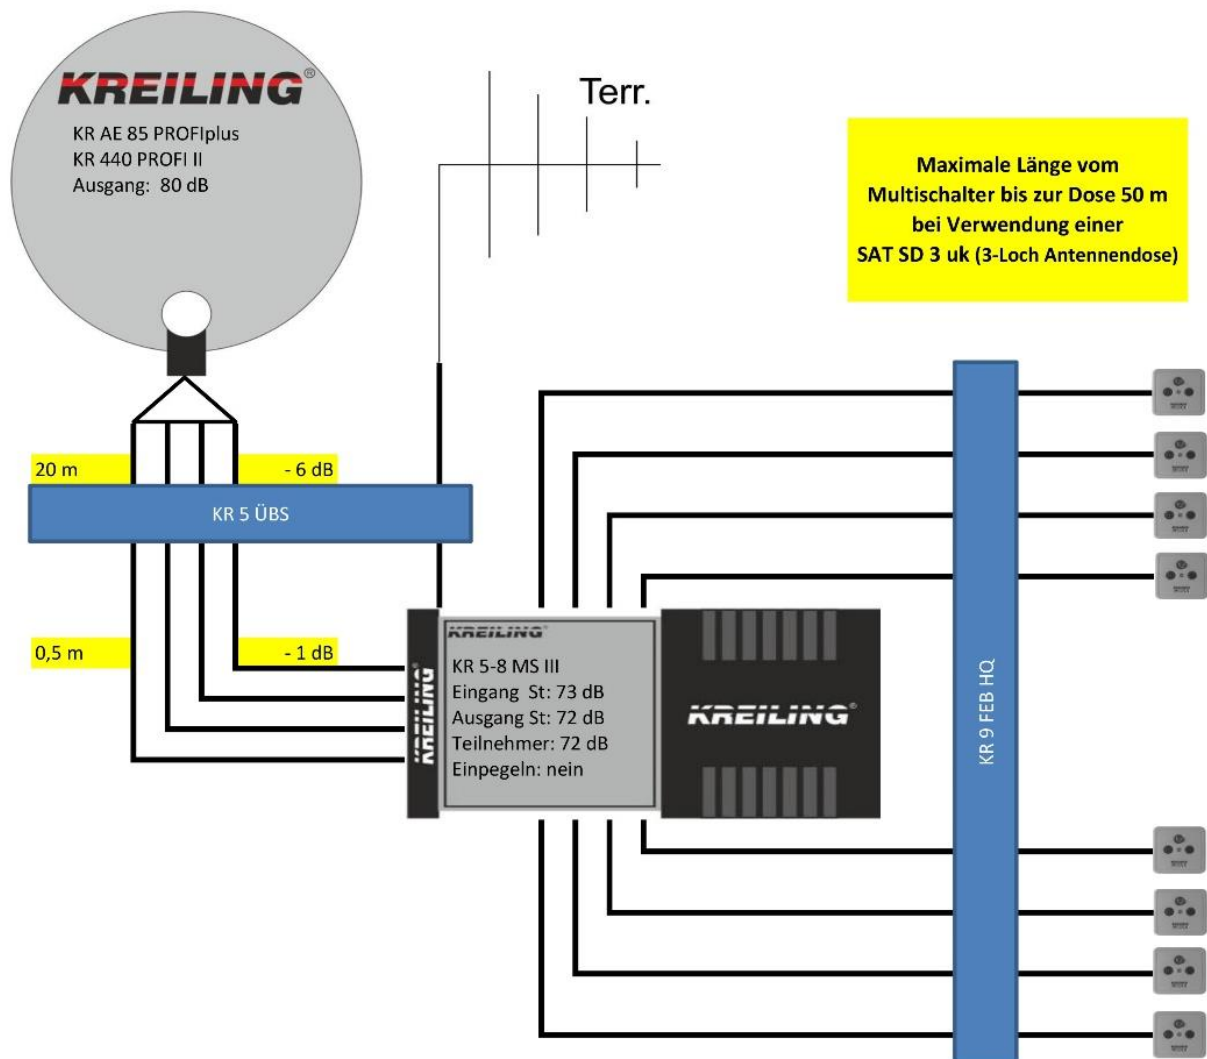 KREILING®
KR AE 85 PROFIplus
KR 440 PROFI II
Ausgang: 80 dB
Terr.
Maximale Länge vom
Multischalter bis zur Dose 50 m
bei Verwendung einer
SAT SD 3 uk (3-Loch Antennendose)
20 m
- 6 dB
KR 5 ÜBS
0,5 m
- 1 dB
KREILING®
KREILING®
KR 5-8 MS III
Eingang St: 73 dB
Ausgang St: 72 dB
Teilnehmer: 72 dB
Einpegeln: nein
KREILING®
KR 9 FEB HQ